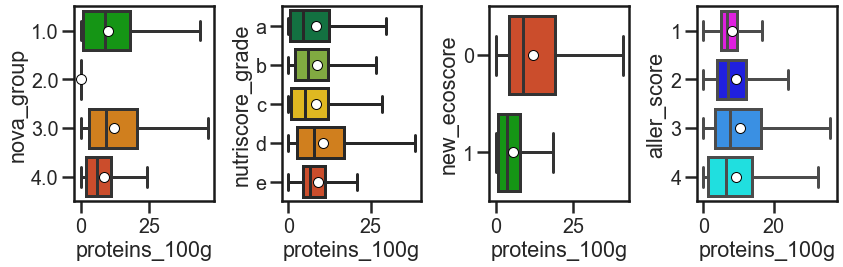 nova_group
1.0
2.0
3.0
4.0
0
25
proteins_100g
nutriscore_grade
a
b
c
d
e
0
25
proteins_100g
new_ecoscore
0
1
0
25
proteins_100g
aller_score
1
2
3
4
0
20
proteins_100g